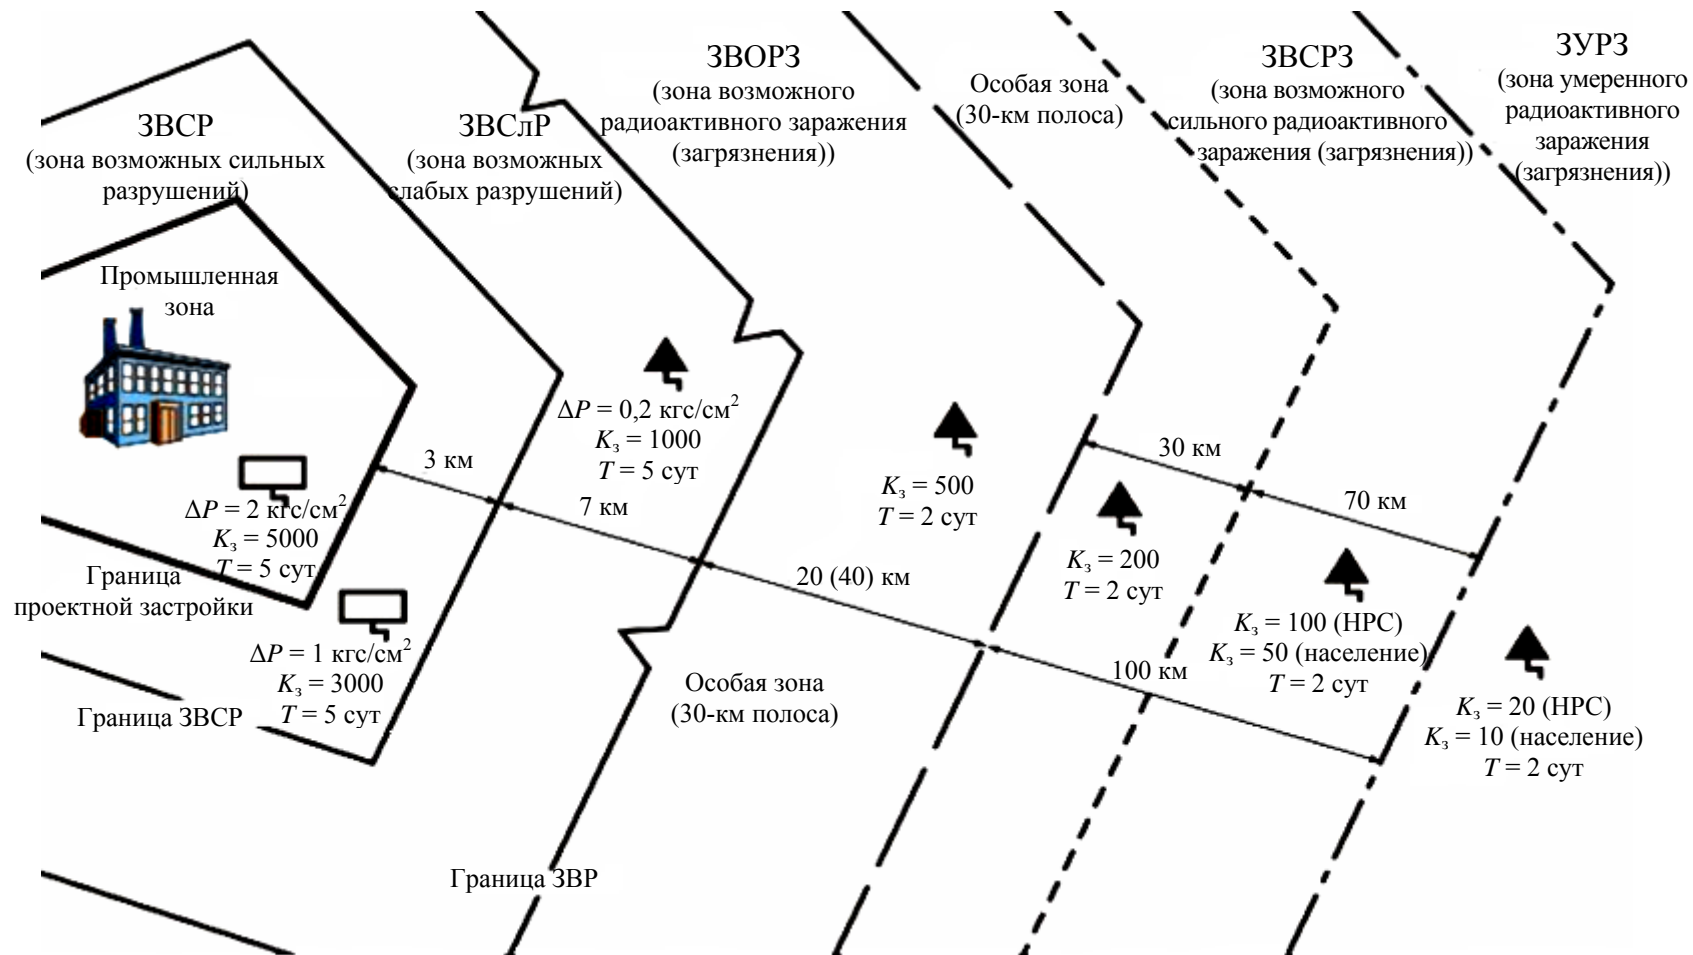 ЗВСР
(зона возможных сильных
разрушений)
ЗВСлР
(зона возможных
слабых разрушений)
ЗВОРЗ
(зона возможного
радиоактивного заражения
(загрязнения))
Особая зона
(30-км полоса)
ЗВСРЗ
(зона возможного
сильного радиоактивного
заражения (загрязнения))
ЗУРЗ
(зона умеренного
радиоактивного
заражения
(загрязнения))
Промышленная
зона
ΔP = 2 кгс/см²
Kз = 5000
T = 5 сут
Граница
проектной застройки
ΔP = 1 кгс/см²
Kз = 3000
T = 5 сут
Граница ЗВСР
3 км
7 км
ΔP = 0,2 кгс/см²
Kз = 1000
T = 5 сут
20 (40) км
Kз = 500
T = 2 сут
Особая зона
(30-км полоса)
Граница ЗВР
30 км
70 км
Kз = 200
T = 2 сут
100 км
Kз = 100 (НРС)
Kз = 50 (население)
T = 2 сут
Kз = 20 (НРС)
Kз = 10 (население)
T = 2 сут